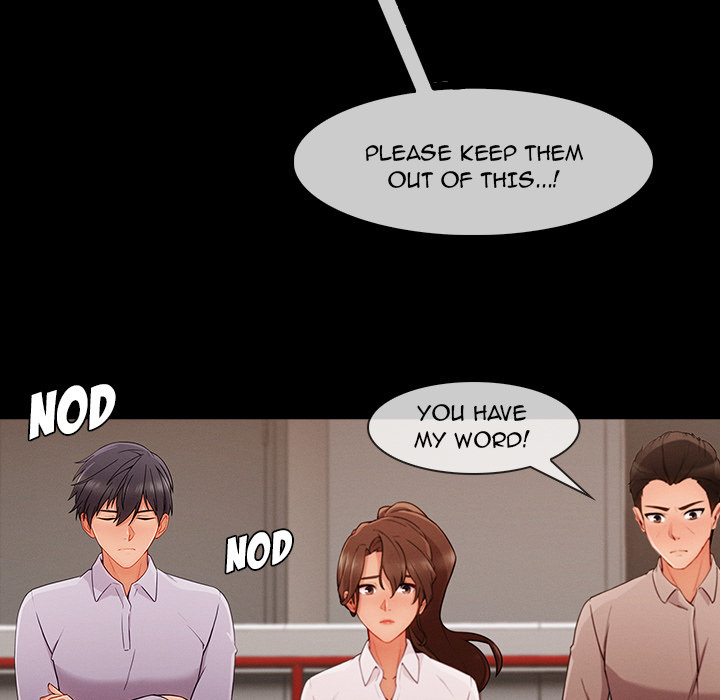 PLEASE KEEP THEM
OUT OF THIS...!
NOD
YOU HAVE
MY WORD!
NOD